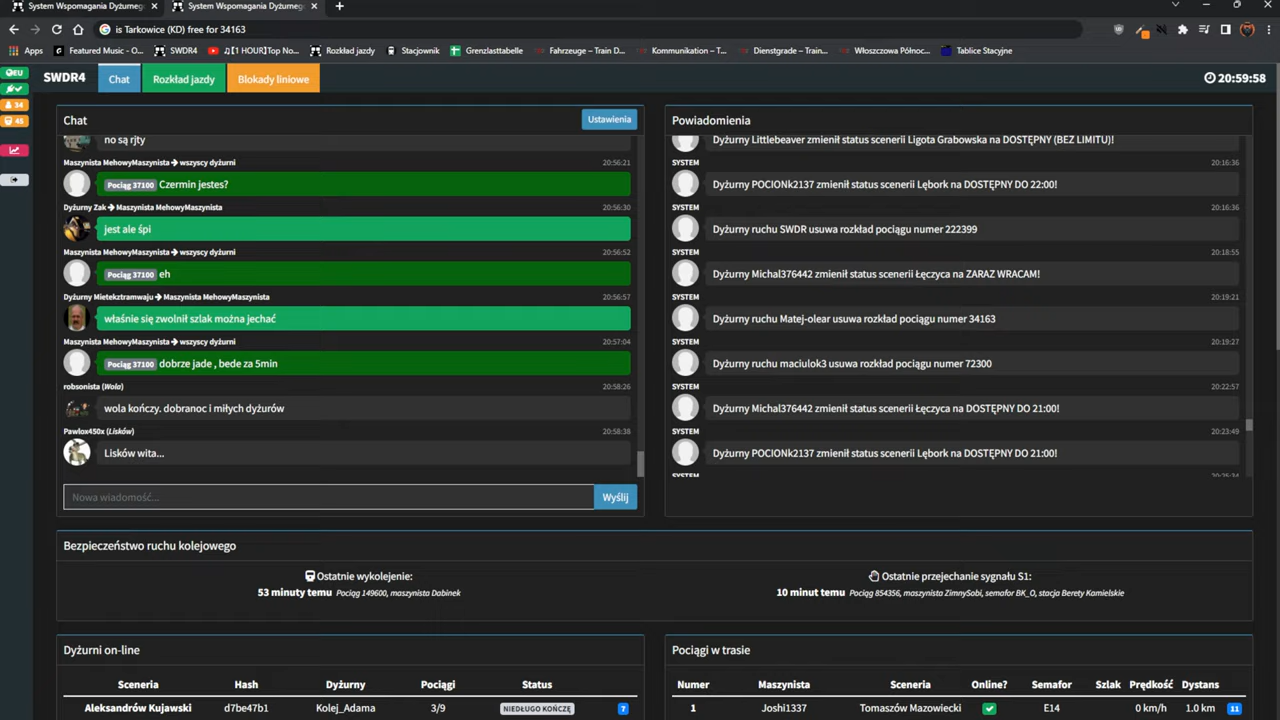 System Wspomagania Dyżurneg
System Wspomagania Dyżurneg
is Tarkowice (KD) free for 34163
Apps
Featured Music - O...
SWDR4
♫[1 HOUR]Top No...
Rozkład jazdy
Stacjownik
Grenzlasttabelle
Fahrzeuge – Train D...
Kommunikation – T...
Dienstgrade – Train...
Włoszczowa Północ...
Tablice Stacyjne
EU
34
45
SWDR4
Chat
Rozkład jazdy
Blokady liniowe
20:59:58
Chat
Ustawienia
no są rjty
Maszynista MehowyMaszynista → wszyscy dyżurni
20:56:21
Pociąg 37100 Czermin jestes?
Dyżurny Zak → Maszynista MehowyMaszynista
20:56:30
jest ale śpi
Maszynista MehowyMaszynista → wszyscy dyżurni
20:56:52
Pociąg 37100 eh
Dyżurny Mietekztramwaju → Maszynista MehowyMaszynista
20:56:57
właśnie się zwolnił szlak można jechać
Maszynista MehowyMaszynista → wszyscy dyżurni
20:57:04
Pociąg 37100 dobrze jade , bede za 5min
robsonista (Wola)
20:58:26
wola kończy. dobranoc i miłych dyżurów
Pawlox450x (Lisków)
20:58:38
Lisków wita...
Nowa wiadomość...
Wyślij
Powiadomienia
Dyżurny Littlebeaver zmienił status scenerii Ligota Grabowska na DOSTĘPNY (BEZ LIMITU)!
SYSTEM
20:16:36
Dyżurny POCIONk2137 zmienił status scenerii Lębork na DOSTĘPNY DO 22:00!
SYSTEM
20:16:36
Dyżurny ruchu SWDR usuwa rozkład pociągu numer 222399
SYSTEM
20:18:55
Dyżurny Michal376442 zmienił status scenerii Łęczyca na ZARAZ WRACAM!
SYSTEM
20:19:21
Dyżurny ruchu Matej-olear usuwa rozkład pociągu numer 34163
SYSTEM
20:19:27
Dyżurny ruchu maciulok3 usuwa rozkład pociągu numer 72300
SYSTEM
20:22:57
Dyżurny Michal376442 zmienił status scenerii Łęczyca na DOSTĘPNY DO 21:00!
SYSTEM
20:23:49
Dyżurny POCIONk2137 zmienił status scenerii Lębork na DOSTĘPNY DO 21:00!
SYSTEM
20:25:34
Bezpieczeństwo ruchu kolejowego
Ostatnie wykolejenie:
53 minuty temu Pociąg 149600, maszynista Dabinek
Ostatnie przejechanie sygnału S1:
10 minut temu Pociąg 854356, maszynista ZimnySobi, semafor BK_O, stacja Berety Kamielskie
Dyżurni on-line
Sceneria Hash Dyżurny Pociągi Status
Aleksandrów Kujawski d7be47b1 Kolej_Adama 3/9 NIEDŁUGO KOŃCZĘ ?
Pociągi w trasie
Numer Maszynista Sceneria Online? Semafor Szlak Prędkość Dystans
1 Joshi1337 Tomaszów Mazowiecki E14 0 km/h 1.0 km 11